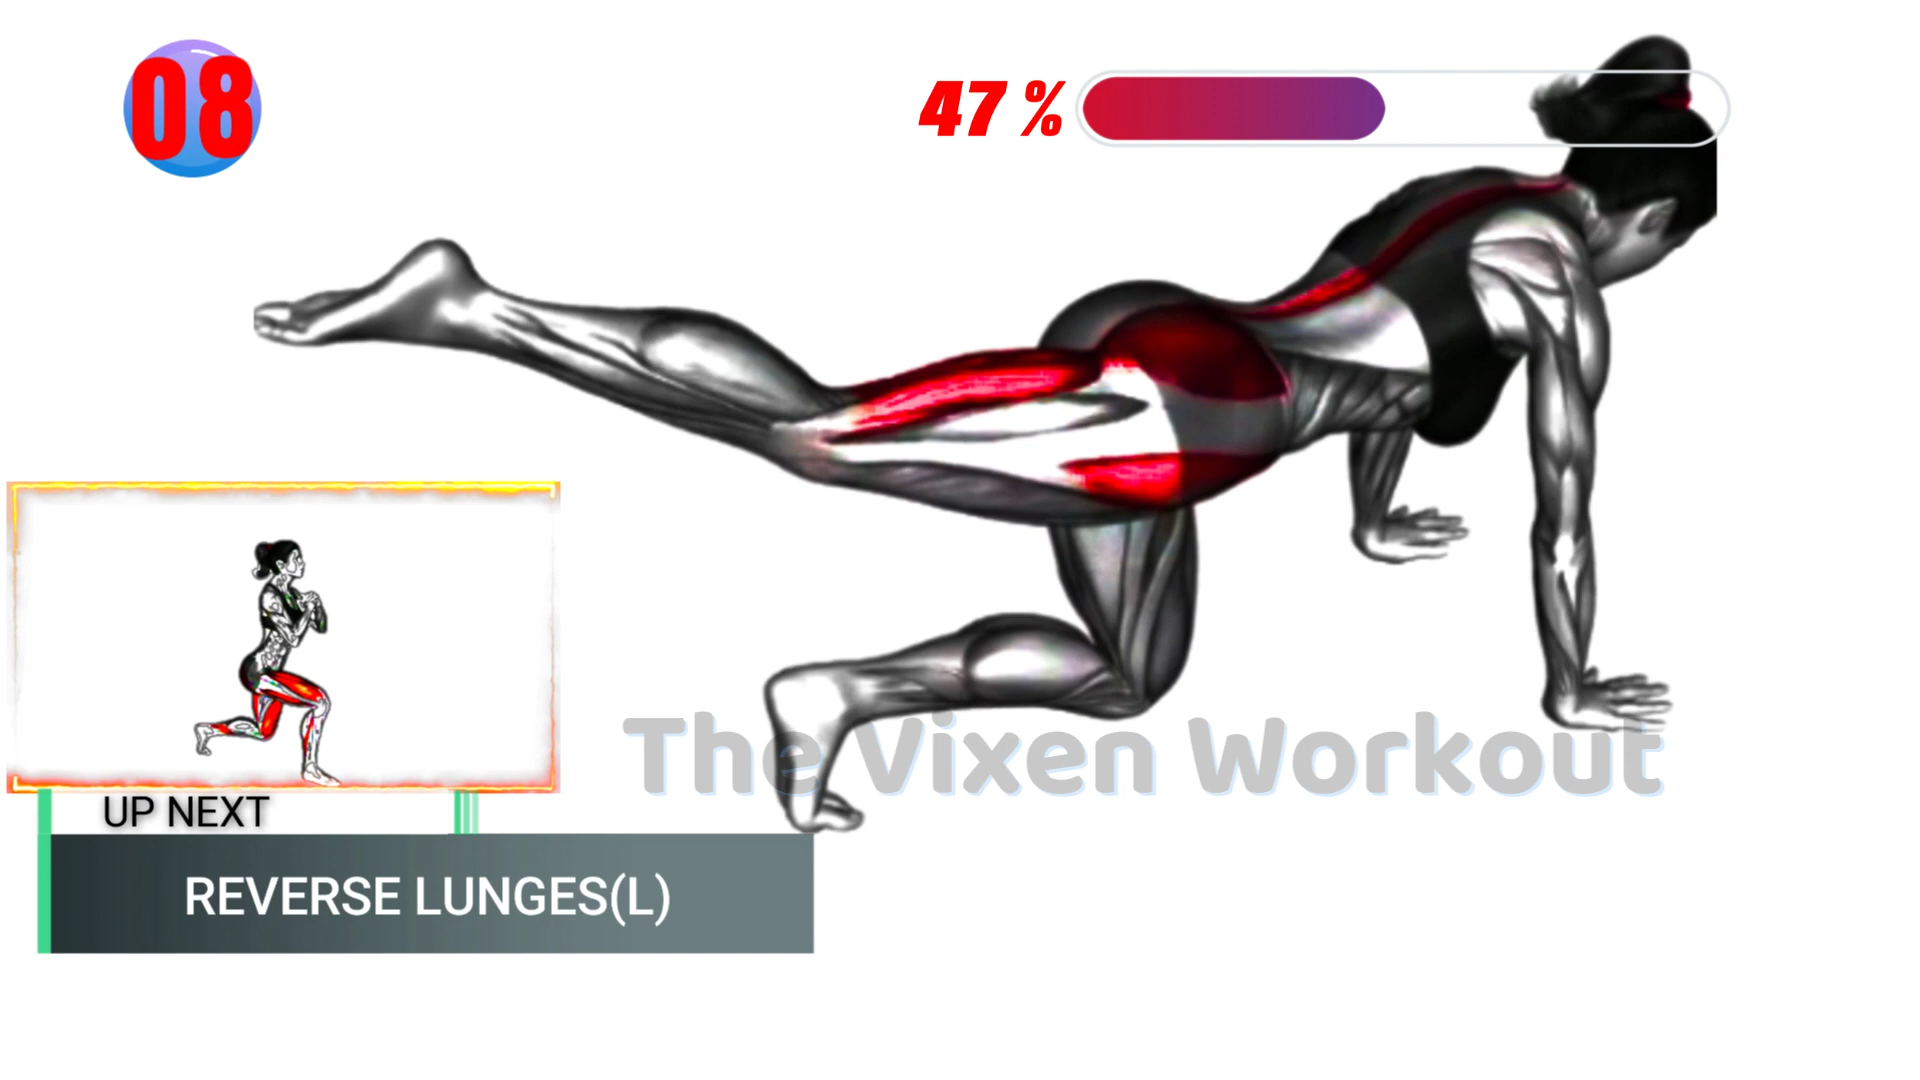 08
47 %
The Vixen Workout
UP NEXT
REVERSE LUNGES(L)